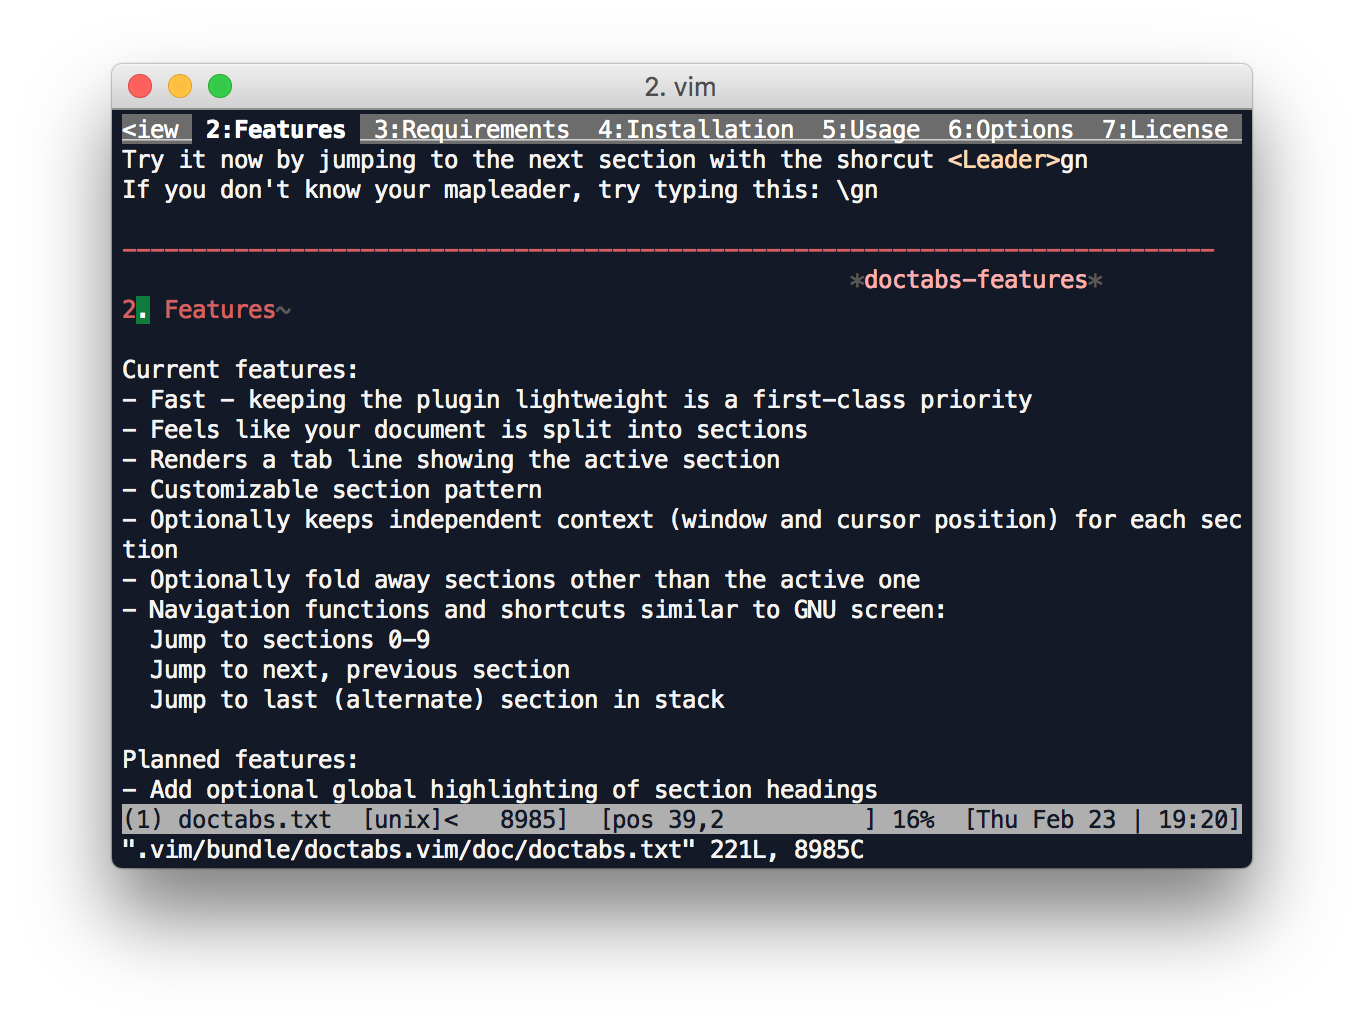 2. vim
<iew  2:Features  3:Requirements  4:Installation  5:Usage  6:Options  7:License
Try it now by jumping to the next section with the shorcut <Leader>gn
If you don't know your mapleader, try typing this: \gn
------------------------------------------------------------------------------
*doctabs-features*
2. Features~
Current features:
- Fast - keeping the plugin lightweight is a first-class priority
- Feels like your document is split into sections
- Renders a tab line showing the active section
- Customizable section pattern
- Optionally keeps independent context (window and cursor position) for each sec
tion
- Optionally fold away sections other than the active one
- Navigation functions and shortcuts similar to GNU screen:
  Jump to sections 0-9
  Jump to next, previous section
  Jump to last (alternate) section in stack
Planned features:
- Add optional global highlighting of section headings
(1) doctabs.txt  [unix]<   8985]  [pos 39,2          ] 16%  [Thu Feb 23 | 19:20]
".vim/bundle/doctabs.vim/doc/doctabs.txt" 221L, 8985C